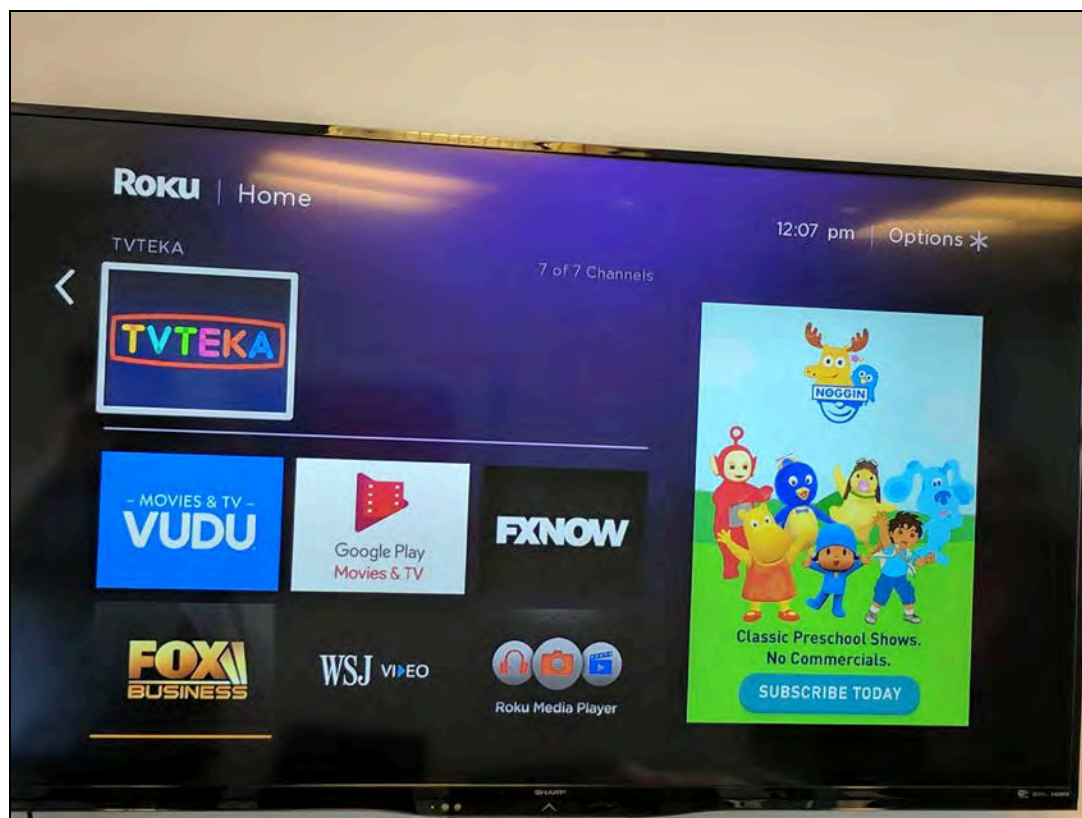 Roku | Home
12:07 pm | Options
TVTEKA
7 of 7 Channels
TVTEKA
NOGGIN
- MOVIES & TV -
VUDU
Google Play
Movies & TV
FXNOW
FOX
BUSINESS
WSJ VIDEO
Roku Media Player
Classic Preschool Shows.
No Commercials.
SUBSCRIBE TODAY
SHARP